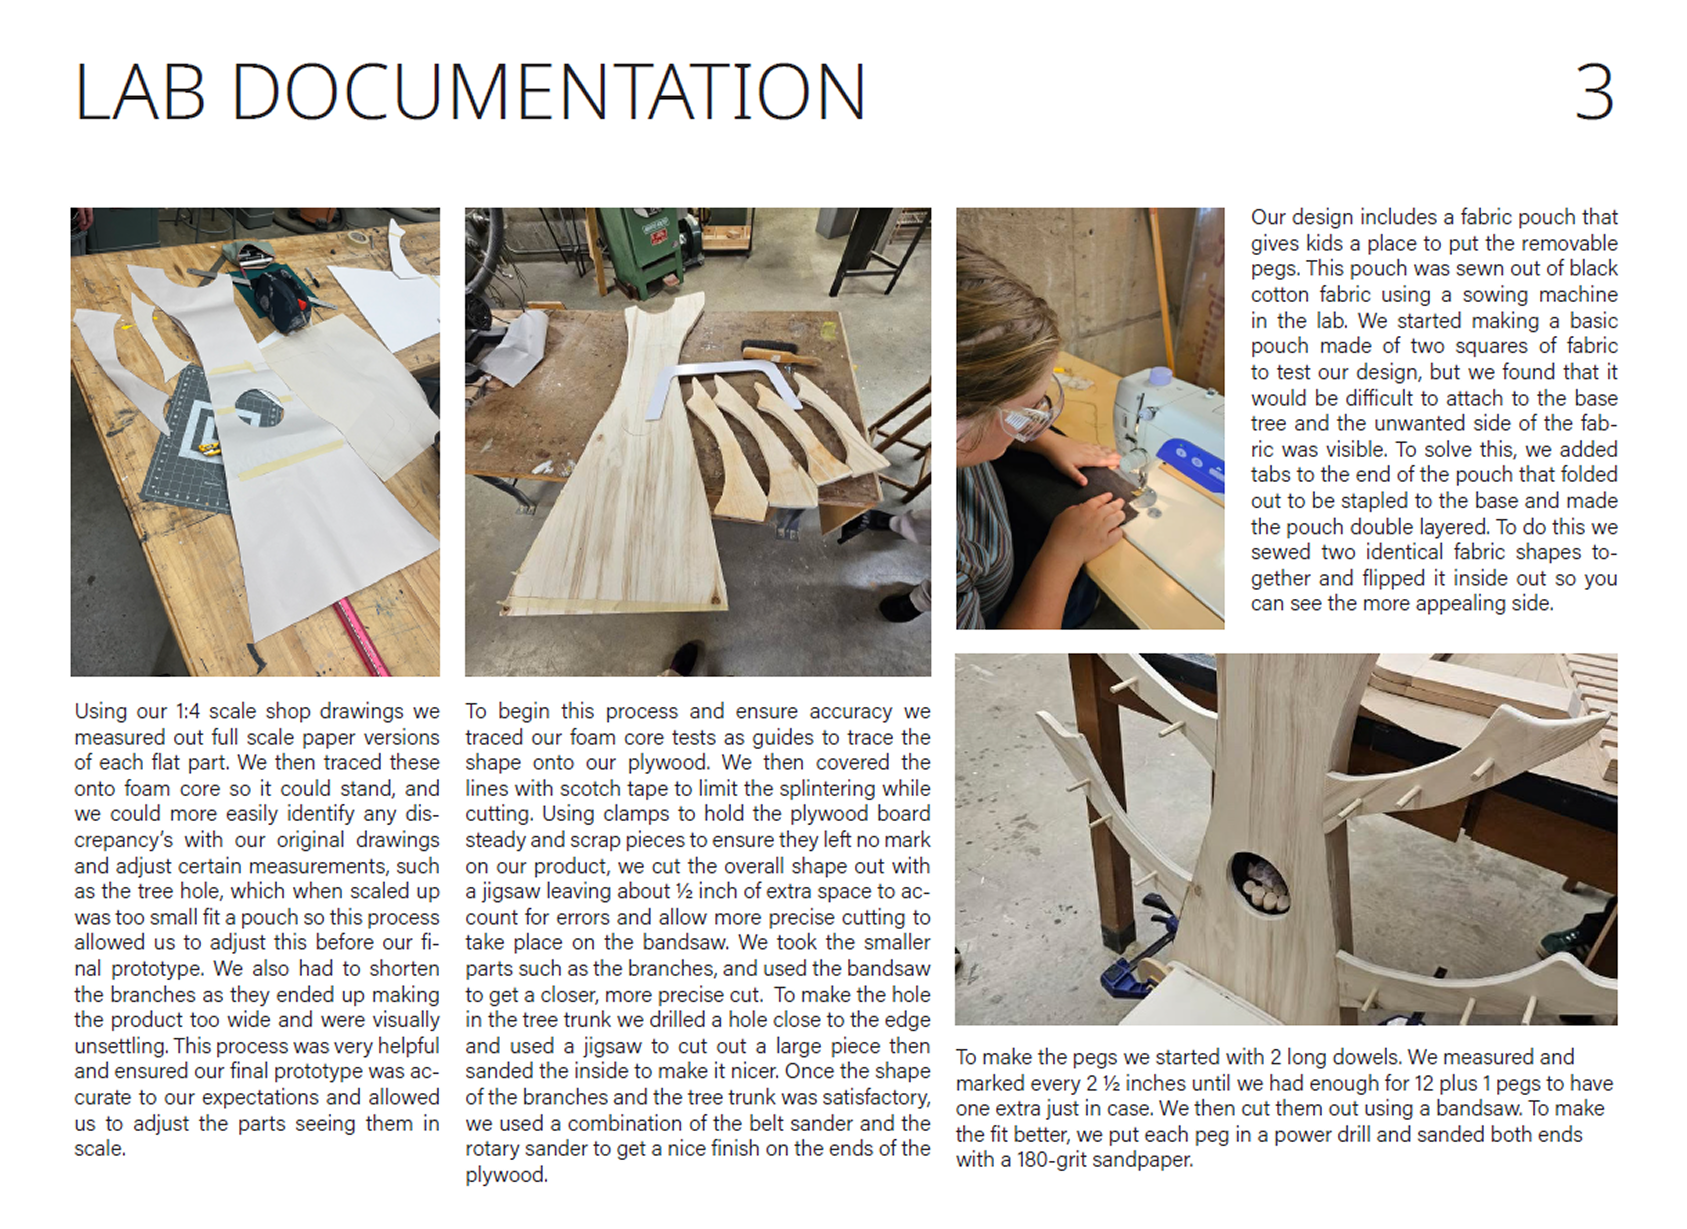 LAB DOCUMENTATION
3
Using our 1:4 scale shop drawings we
measured out full scale paper versions
of each flat part. We then traced these
onto foam core so it could stand, and
we could more easily identify any dis-
crepancy's with our original drawings
and adjust certain measurements, such
as the tree hole, which when scaled up
was too small fit a pouch so this process
allowed us to adjust this before our fi-
nal prototype. We also had to shorten
the branches as they ended up making
the product too wide and were visually
unsettling. This process was very helpful
and ensured our final prototype was ac-
curate to our expectations and allowed
us to adjust the parts seeing them in
scale.
To begin this process and ensure accuracy we
traced our foam core tests as guides to trace the
shape onto our plywood. We then covered the
lines with scotch tape to limit the splintering while
cutting. Using clamps to hold the plywood board
steady and scrap pieces to ensure they left no mark
on our product, we cut the overall shape out with
a jigsaw leaving about ½ inch of extra space to ac-
count for errors and allow more precise cutting to
take place on the bandsaw. We took the smaller
parts such as the branches, and used the bandsaw
to get a closer, more precise cut. To make the hole
in the tree trunk we drilled a hole close to the edge
and used a jigsaw to cut out a large piece then
sanded the inside to make it nicer. Once the shape
of the branches and the tree trunk was satisfactory,
we used a combination of the belt sander and the
rotary sander to get a nice finish on the ends of the
plywood.
Our design includes a fabric pouch that
gives kids a place to put the removable
pegs. This pouch was sewn out of black
cotton fabric using a sowing machine
in the lab. We started making a basic
pouch made of two squares of fabric
to test our design, but we found that it
would be difficult to attach to the base
tree and the unwanted side of the fab-
ric was visible. To solve this, we added
tabs to the end of the pouch that folded
out to be stapled to the base and made
the pouch double layered. To do this we
sewed two identical fabric shapes to-
gether and flipped it inside out so you
can see the more appealing side.
To make the pegs we started with 2 long dowels. We measured and
marked every 2 ½ inches until we had enough for 12 plus 1 pegs to have
one extra just in case. We then cut them out using a bandsaw. To make
the fit better, we put each peg in a power drill and sanded both ends
with a 180-grit sandpaper.